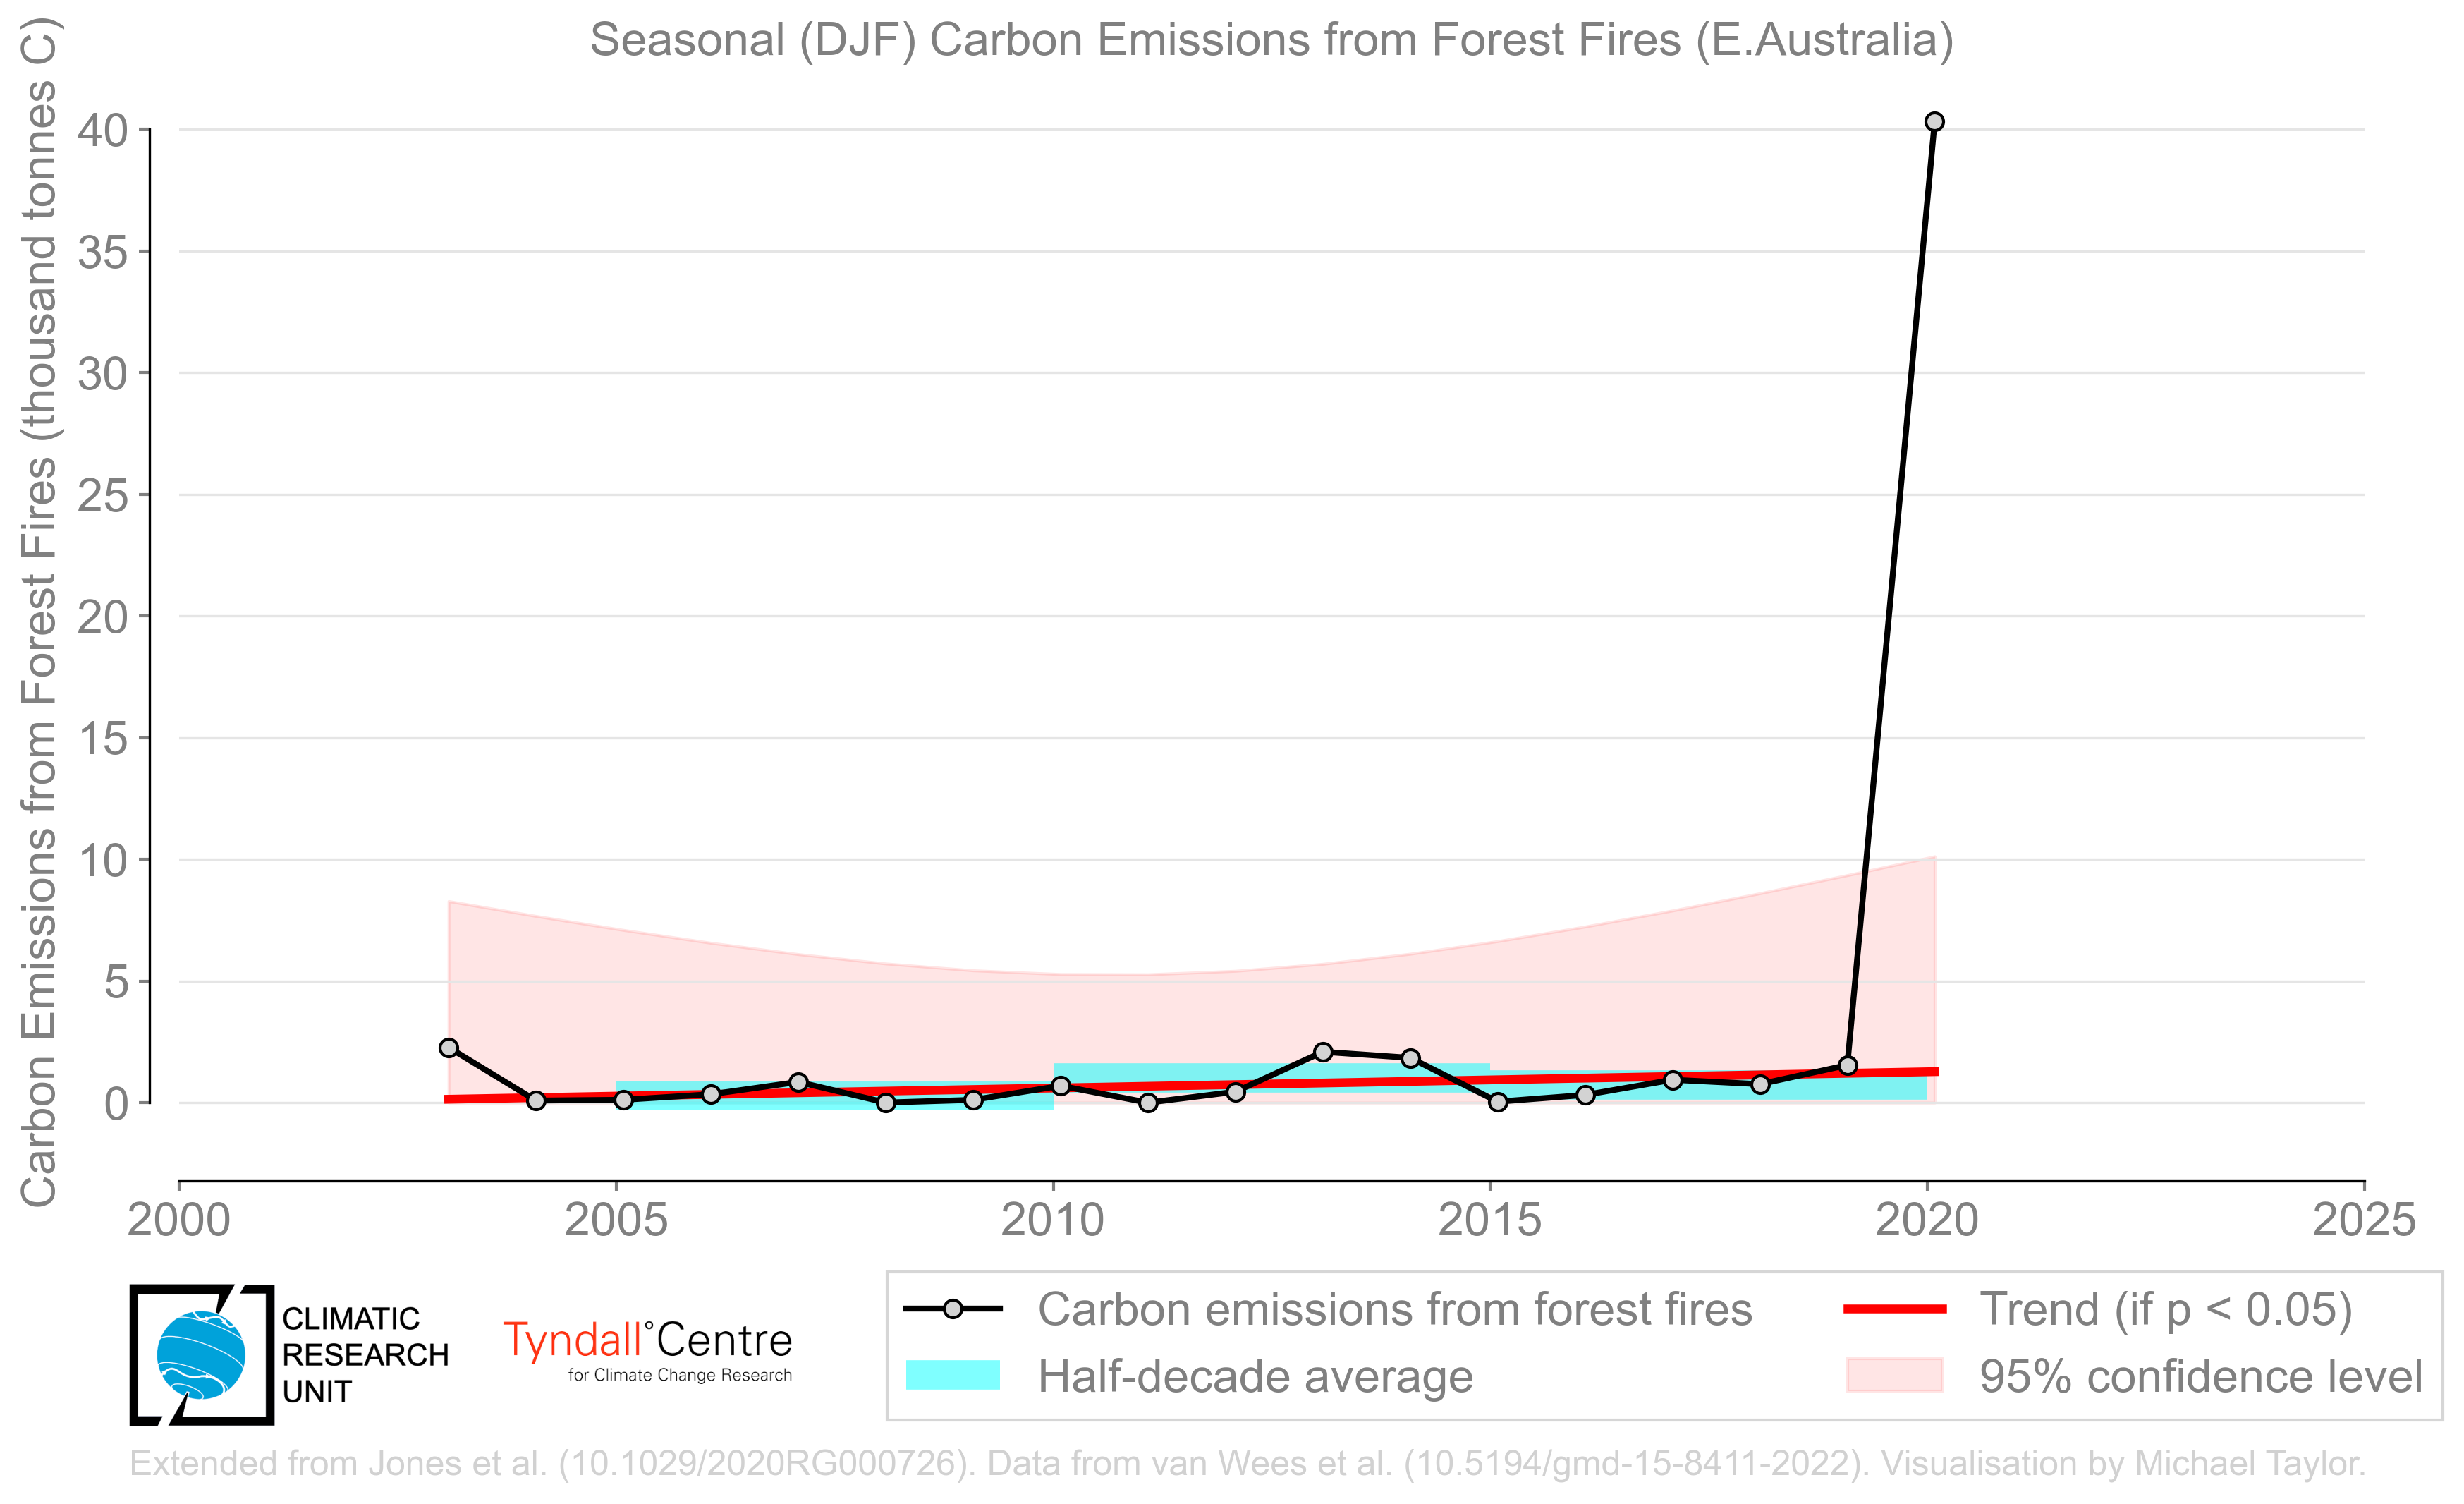 Seasonal (DJF) Carbon Emissions from Forest Fires (E.Australia)
Carbon Emissions from Forest Fires (thousand tonnes C)
40
35
30
25
20
15
10
5
0
2000 2005 2010 2015 2020 2025
CLIMATIC
RESEARCH
UNIT
Tyndall°Centre
for Climate Change Research
Carbon emissions from forest fires
Half-decade average
Trend (if p < 0.05)
95% confidence level
Extended from Jones et al. (10.1029/2020RG000726). Data from van Wees et al. (10.5194/gmd-15-8411-2022). Visualisation by Michael Taylor.